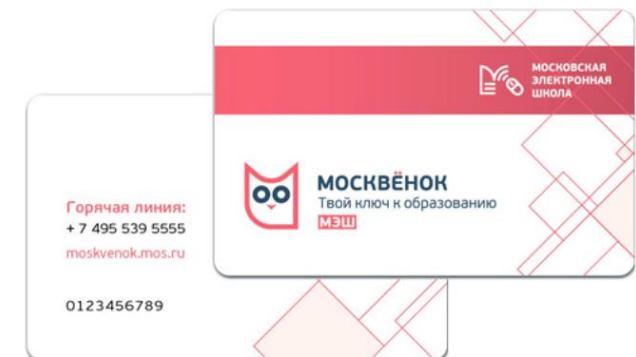 МОСКОВСКАЯ
ЭЛЕКТРОННАЯ
ШКОЛА
МОСКВЁНОК
Твой ключ к образованию
МЭШ
Горячая линия:
+ 7 495 539 5555
moskvenok.mos.ru
0123456789